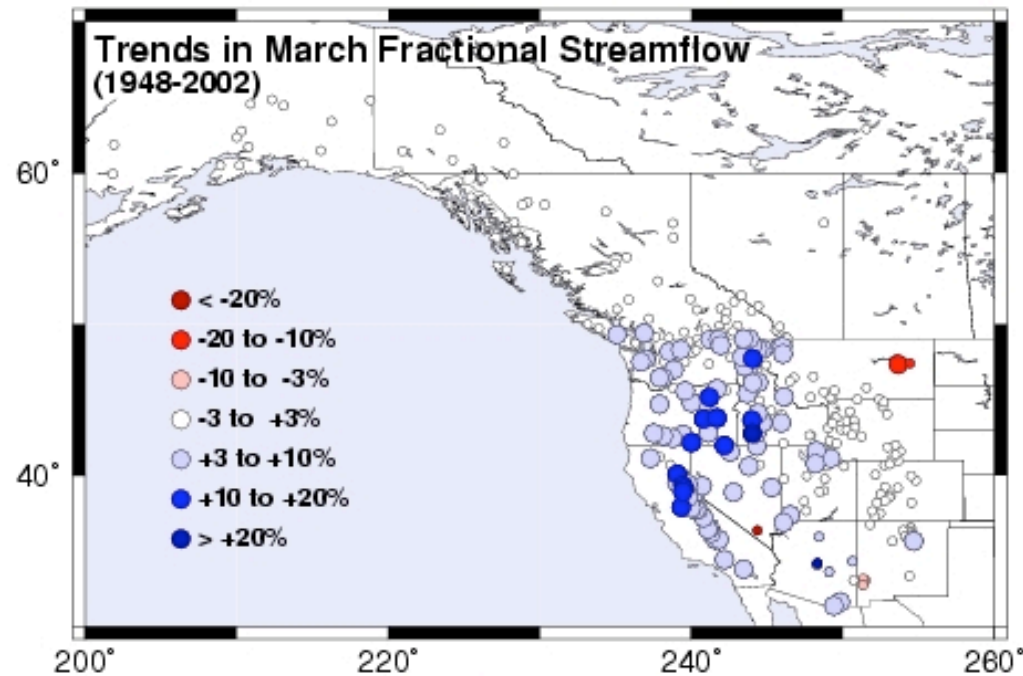 Trends in March Fractional Streamflow
(1948-2002)
60°
40°
< -20%
-20 to -10%
-10 to -3%
-3 to +3%
+3 to +10%
+10 to +20%
> +20%
200°
220°
240°
260°